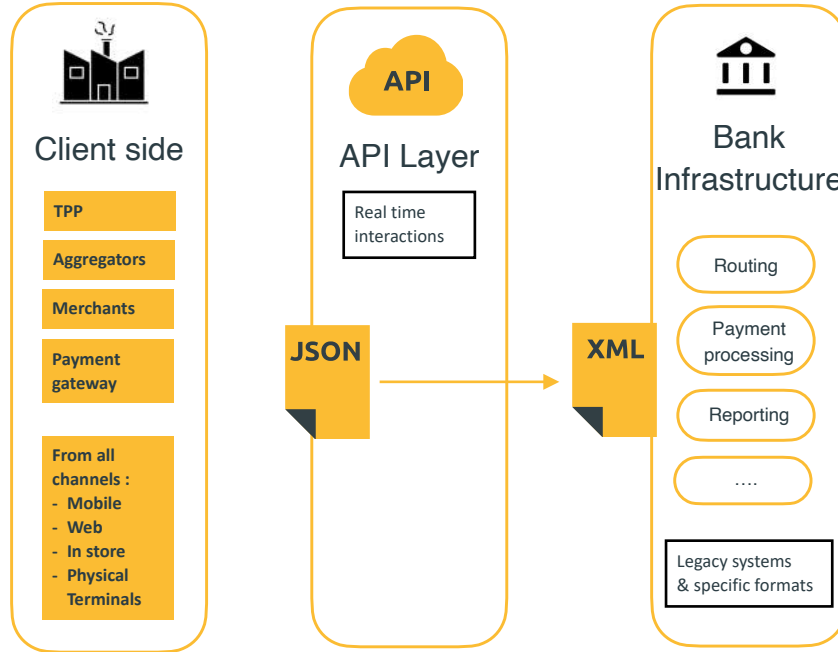 Client side
TPP
Aggregators
Merchants
Payment
gateway
From all
channels :
- Mobile
- Web
- In store
- Physical
Terminals
API
API Layer
Real time
interactions
JSON
XML
Bank
Infrastructure
Routing
Payment
processing
Reporting
....
Legacy systems
& specific formats